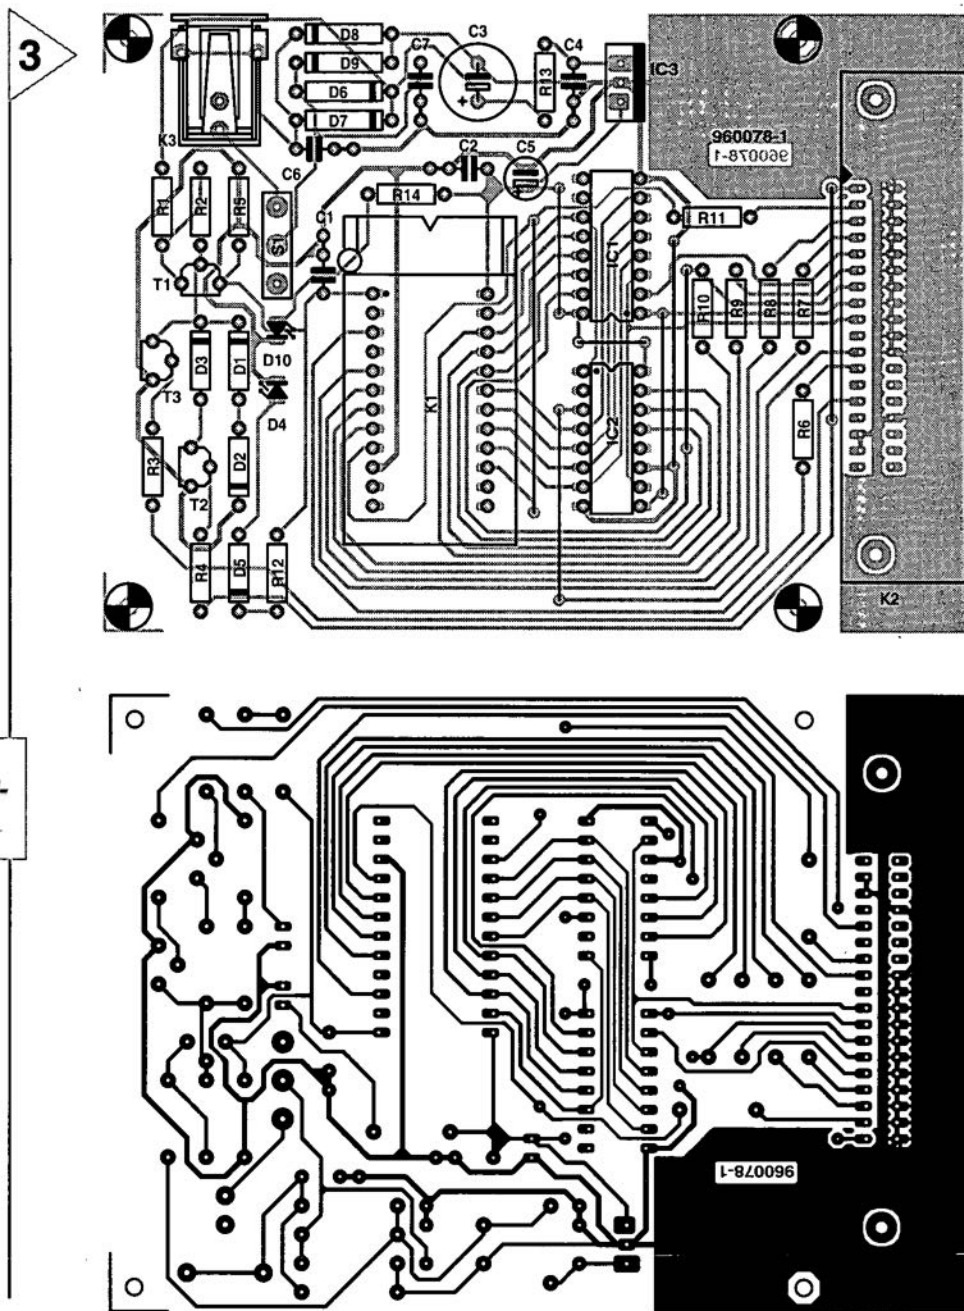 3
D8
C7
C3
C4
D9
R13
IC3
D6
+
D7
960078-1
960078-1
K3
C6
C2
C5
+
R1
R2
R5
R14
R11
S1
C1
IC1
T1
R10
R9
R8
R7
D10
D3
D1
T3
K1
D4
IC2
R6
R3
D2
T2
R4
D5
R12
K2
960078-1